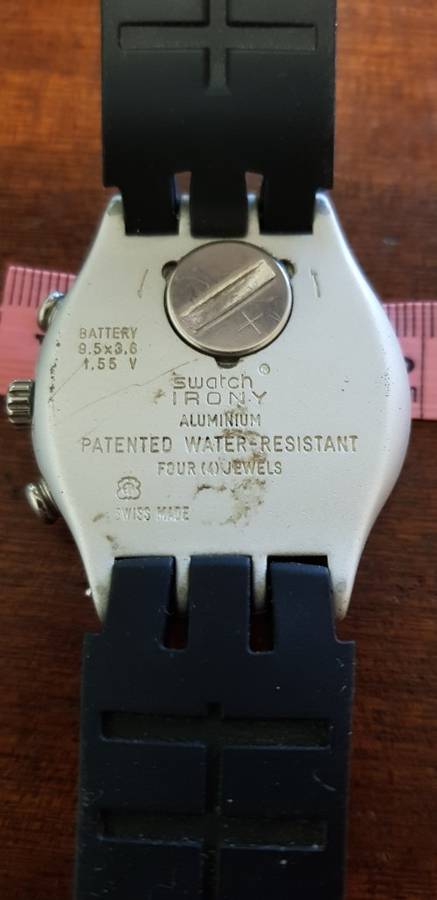 BATTERY
9.5x3.6
1.55 V
swatch ©
IRONY
ALUMINIUM
PATENTED WATER-RESISTANT
FOUR (4) JEWELS
SWISS MADE